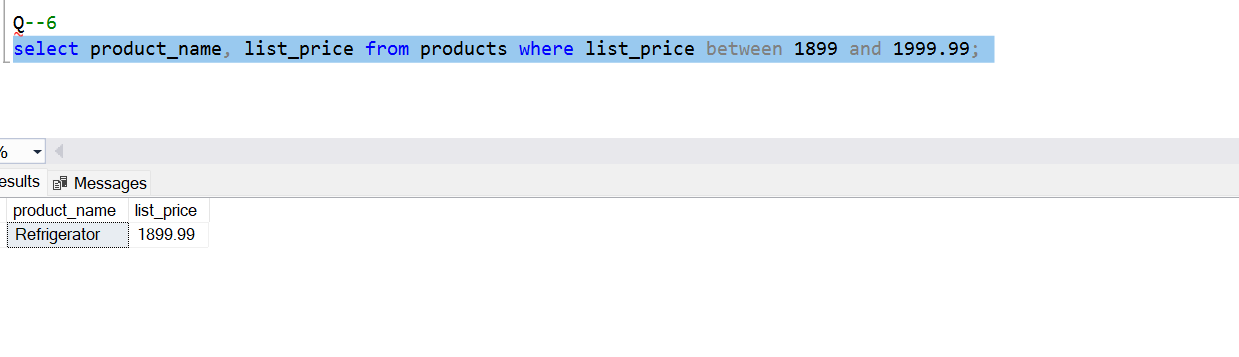 Q--6
select product_name, list_price from products where list_price between 1899 and 1999.99;
%
esults Messages
product_name list_price
Refrigerator 1899.99